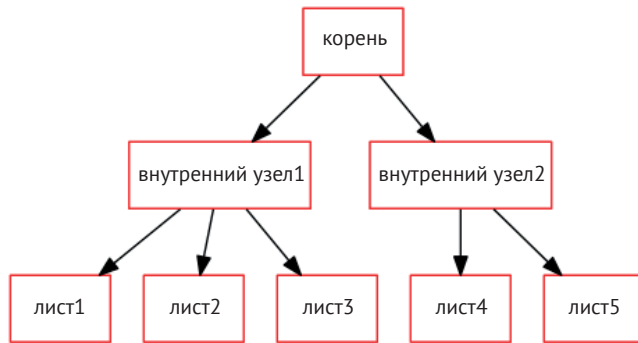 корень
внутренний узел1
внутренний узел2
лист1
лист2
лист3
лист4
лист5